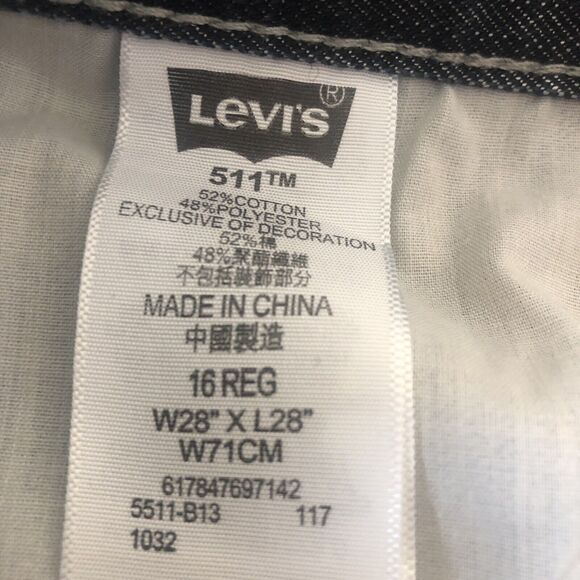 LEVI'S®
511™
52%COTTON
48%POLYESTER
EXCLUSIVE OF DECORATION
52%棉
48%聚酯纖維
不包括裝飾部分
MADE IN CHINA
中國製造
16 REG
W28" X L28"
W71CM
617847697142
5511-B13 117
1032